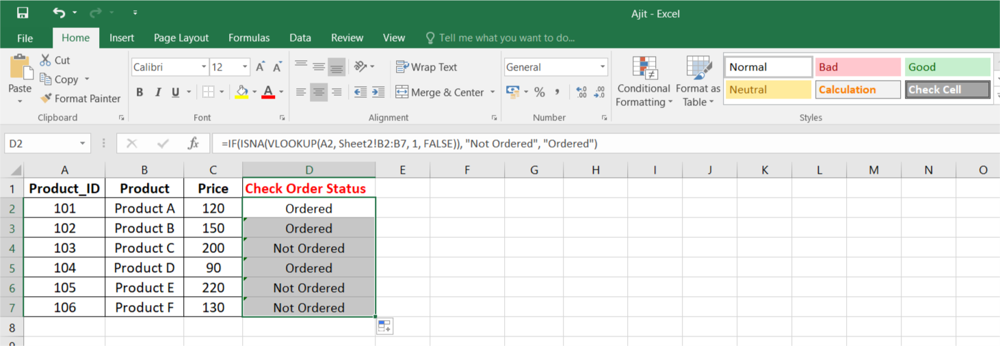 Ajit - Excel
File Home Insert Page Layout Formulas Data Review View Tell me what you want to do...
Paste
Cut
Copy
Format Painter
Clipboard
Calibri 12
B I U A
Font
Wrap Text
Merge & Center
Alignment
General
% ,
Number
Conditional Formatting
Format as Table
Normal Bad Good
Neutral Calculation Check Cell
Styles
D2 fx =IF(ISNA(VLOOKUP(A2, Sheet2!B2:B7, 1, FALSE)), "Not Ordered", "Ordered")
A B C D E F G H I J K L M N O
1 Product_ID Product Price Check Order Status
2 101 Product A 120 Ordered
3 102 Product B 150 Ordered
4 103 Product C 200 Not Ordered
5 104 Product D 90 Ordered
6 105 Product E 220 Not Ordered
7 106 Product F 130 Not Ordered
8